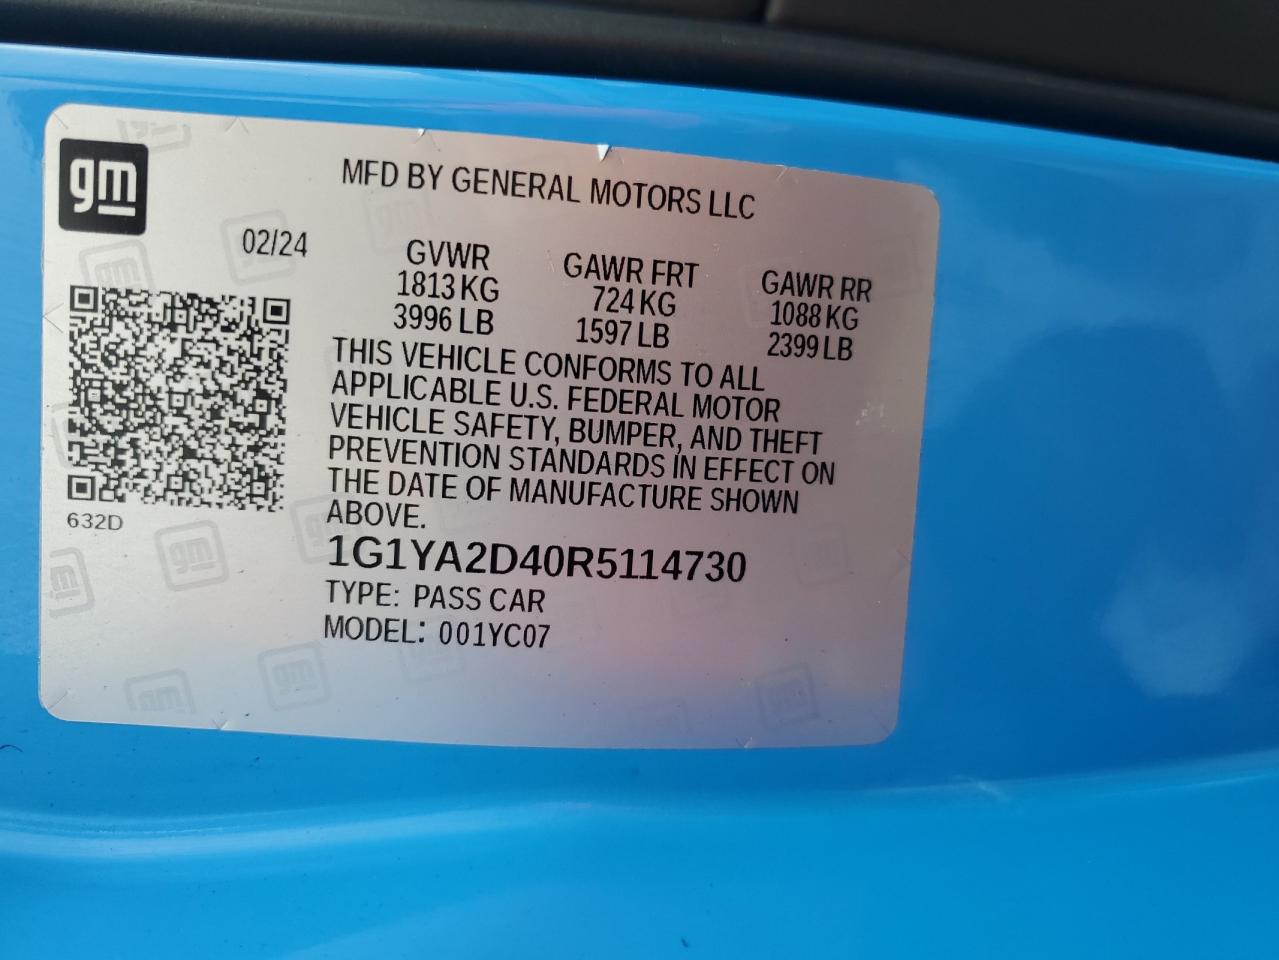 gm
MFD BY GENERAL MOTORS LLC
02/24
GVWR GAWR FRT GAWR RR
1813 KG 724 KG 1088 KG
3996 LB 1597 LB 2399 LB
THIS VEHICLE CONFORMS TO ALL
APPLICABLE U.S. FEDERAL MOTOR
VEHICLE SAFETY, BUMPER, AND THEFT
PREVENTION STANDARDS IN EFFECT ON
THE DATE OF MANUFACTURE SHOWN
ABOVE.
632D
1G1YA2D40R5114730
TYPE: PASS CAR
MODEL: 001YC07